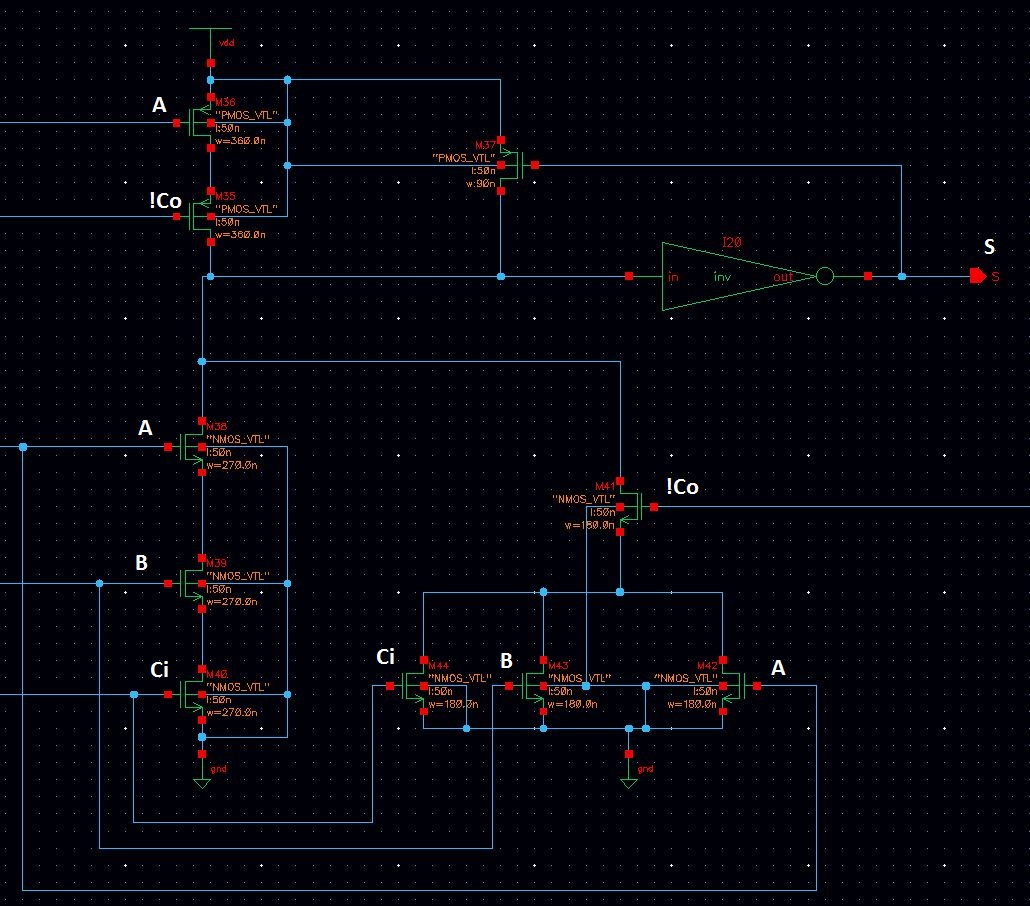 vdd
A
M36
"PMOS_VTL"
l:50n
w=360.0n
M37
"PMOS_VTL"
l:50n
w:90n
!Co
M35
"PMOS_VTL"
l:50n
w=360.0n
I20
in
inv
out
S
S
A
M38
"NMOS_VTL"
l:50n
w=270.0n
M41
"NMOS_VTL"
l:50n
w=180.0n
!Co
B
M39
"NMOS_VTL"
l:50n
w=270.0n
Ci
M40
"NMOS_VTL"
l:50n
w=270.0n
gnd
Ci
M44
"NMOS_VTL"
l:50n
w=180.0n
B
M43
"NMOS_VTL"
l:50n
w=180.0n
M42
"NMOS_VTL"
l:50n
w=180.0n
A
gnd